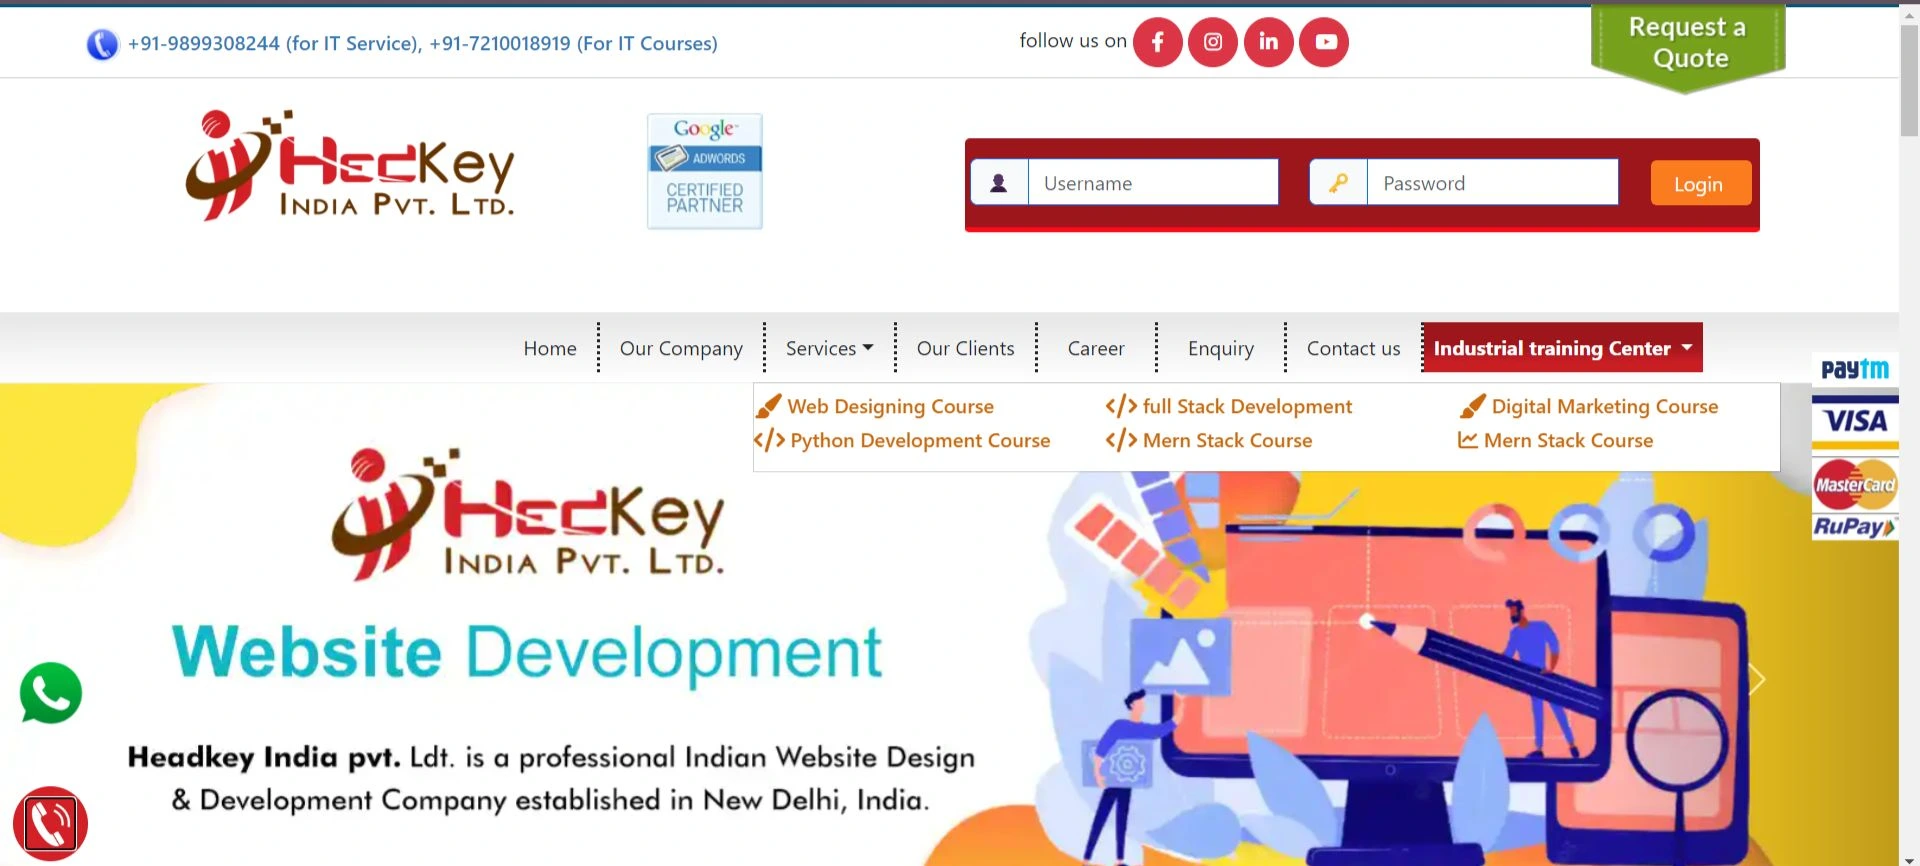 +91-9899308244 (for IT Service), +91-7210018919 (For IT Courses)
follow us on
Request a
Quote
HedKey
INDIA PVT. LTD.
Google™
ADWORDS
CERTIFIED
PARTNER
Username
Password
Login
Home
Our Company
Services
Our Clients
Career
Enquiry
Contact us
Industrial training Center
Web Designing Course
full Stack Development
Digital Marketing Course
Python Development Course
Mern Stack Course
Mern Stack Course
paytm
VISA
MasterCard
RuPay
HedKey
INDIA PVT. LTD.
Website Development
Headkey India pvt. Ldt. is a professional Indian Website Design
& Development Company established in New Delhi, India.